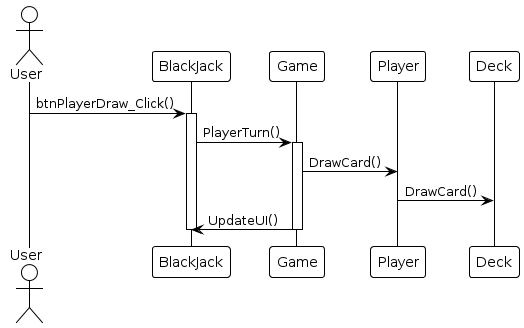 User
BlackJack
Game
Player
Deck
btnPlayerDraw_Click()
PlayerTurn()
DrawCard()
DrawCard()
UpdateUI()
User
BlackJack
Game
Player
Deck